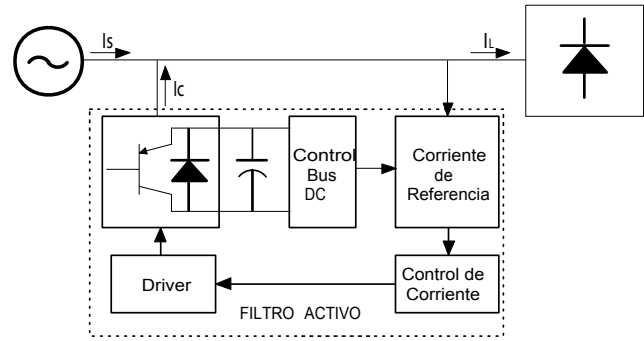 Is
IL
Ic
Control
Bus
DC
Corriente
de
Referencia
Driver
Control de
Corriente
FILTRO ACTIVO